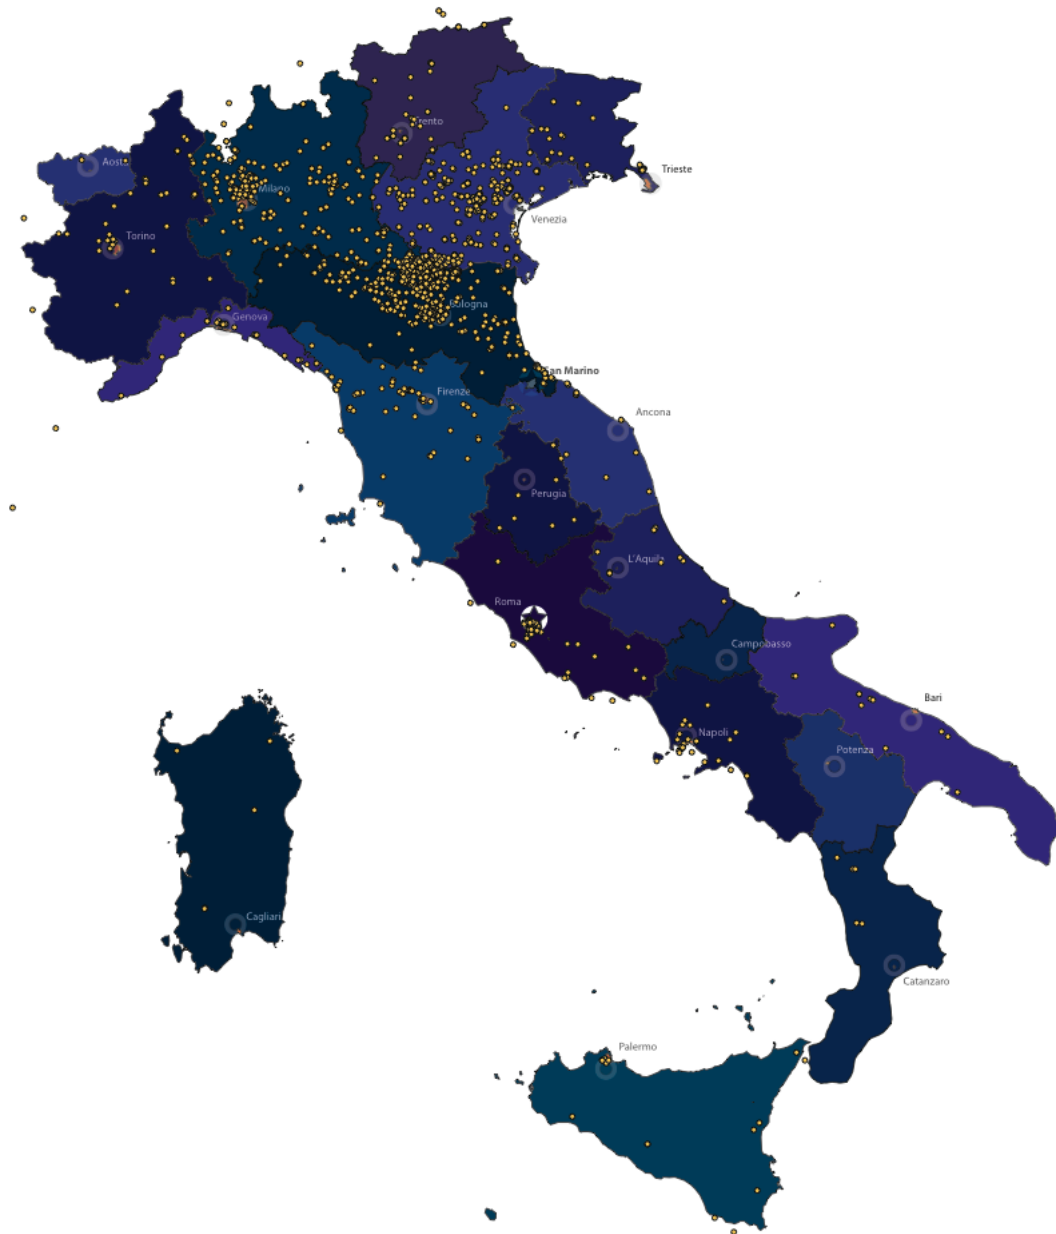 Trento
Trieste
Aosta
Milano
Venezia
Torino
Bologna
Genova
San Marino
Firenze
Ancona
Perugia
L'Aquila
Roma
Campobasso
Bari
Napoli
Potenza
Cagliari
Catanzaro
Palermo